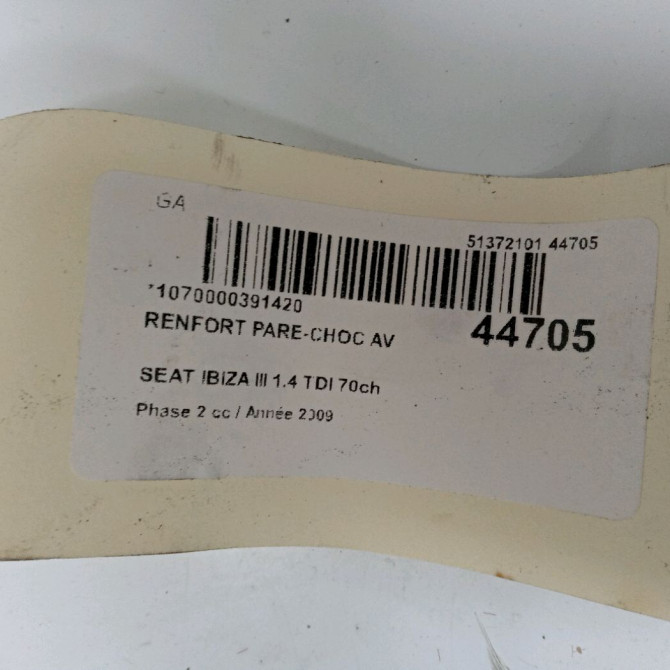 GA
51372101 44705
*1070000391420
44705
RENFORT PARE-CHOC AV
SEAT IBIZA III 1.4 TDI 70ch
Phase 2 cc / Année 2009